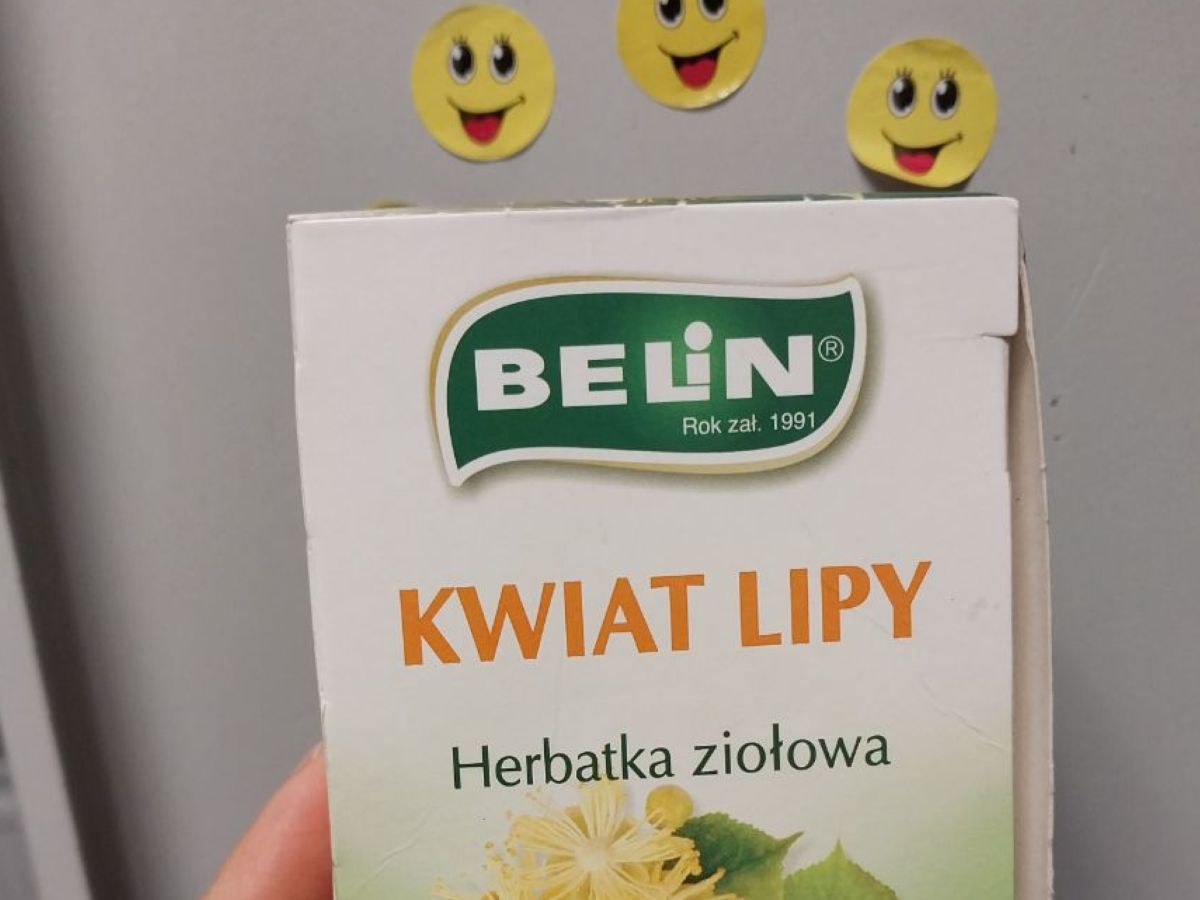 BELiN®
Rok zał. 1991
KWIAT LIPY
Herbatka ziołowa